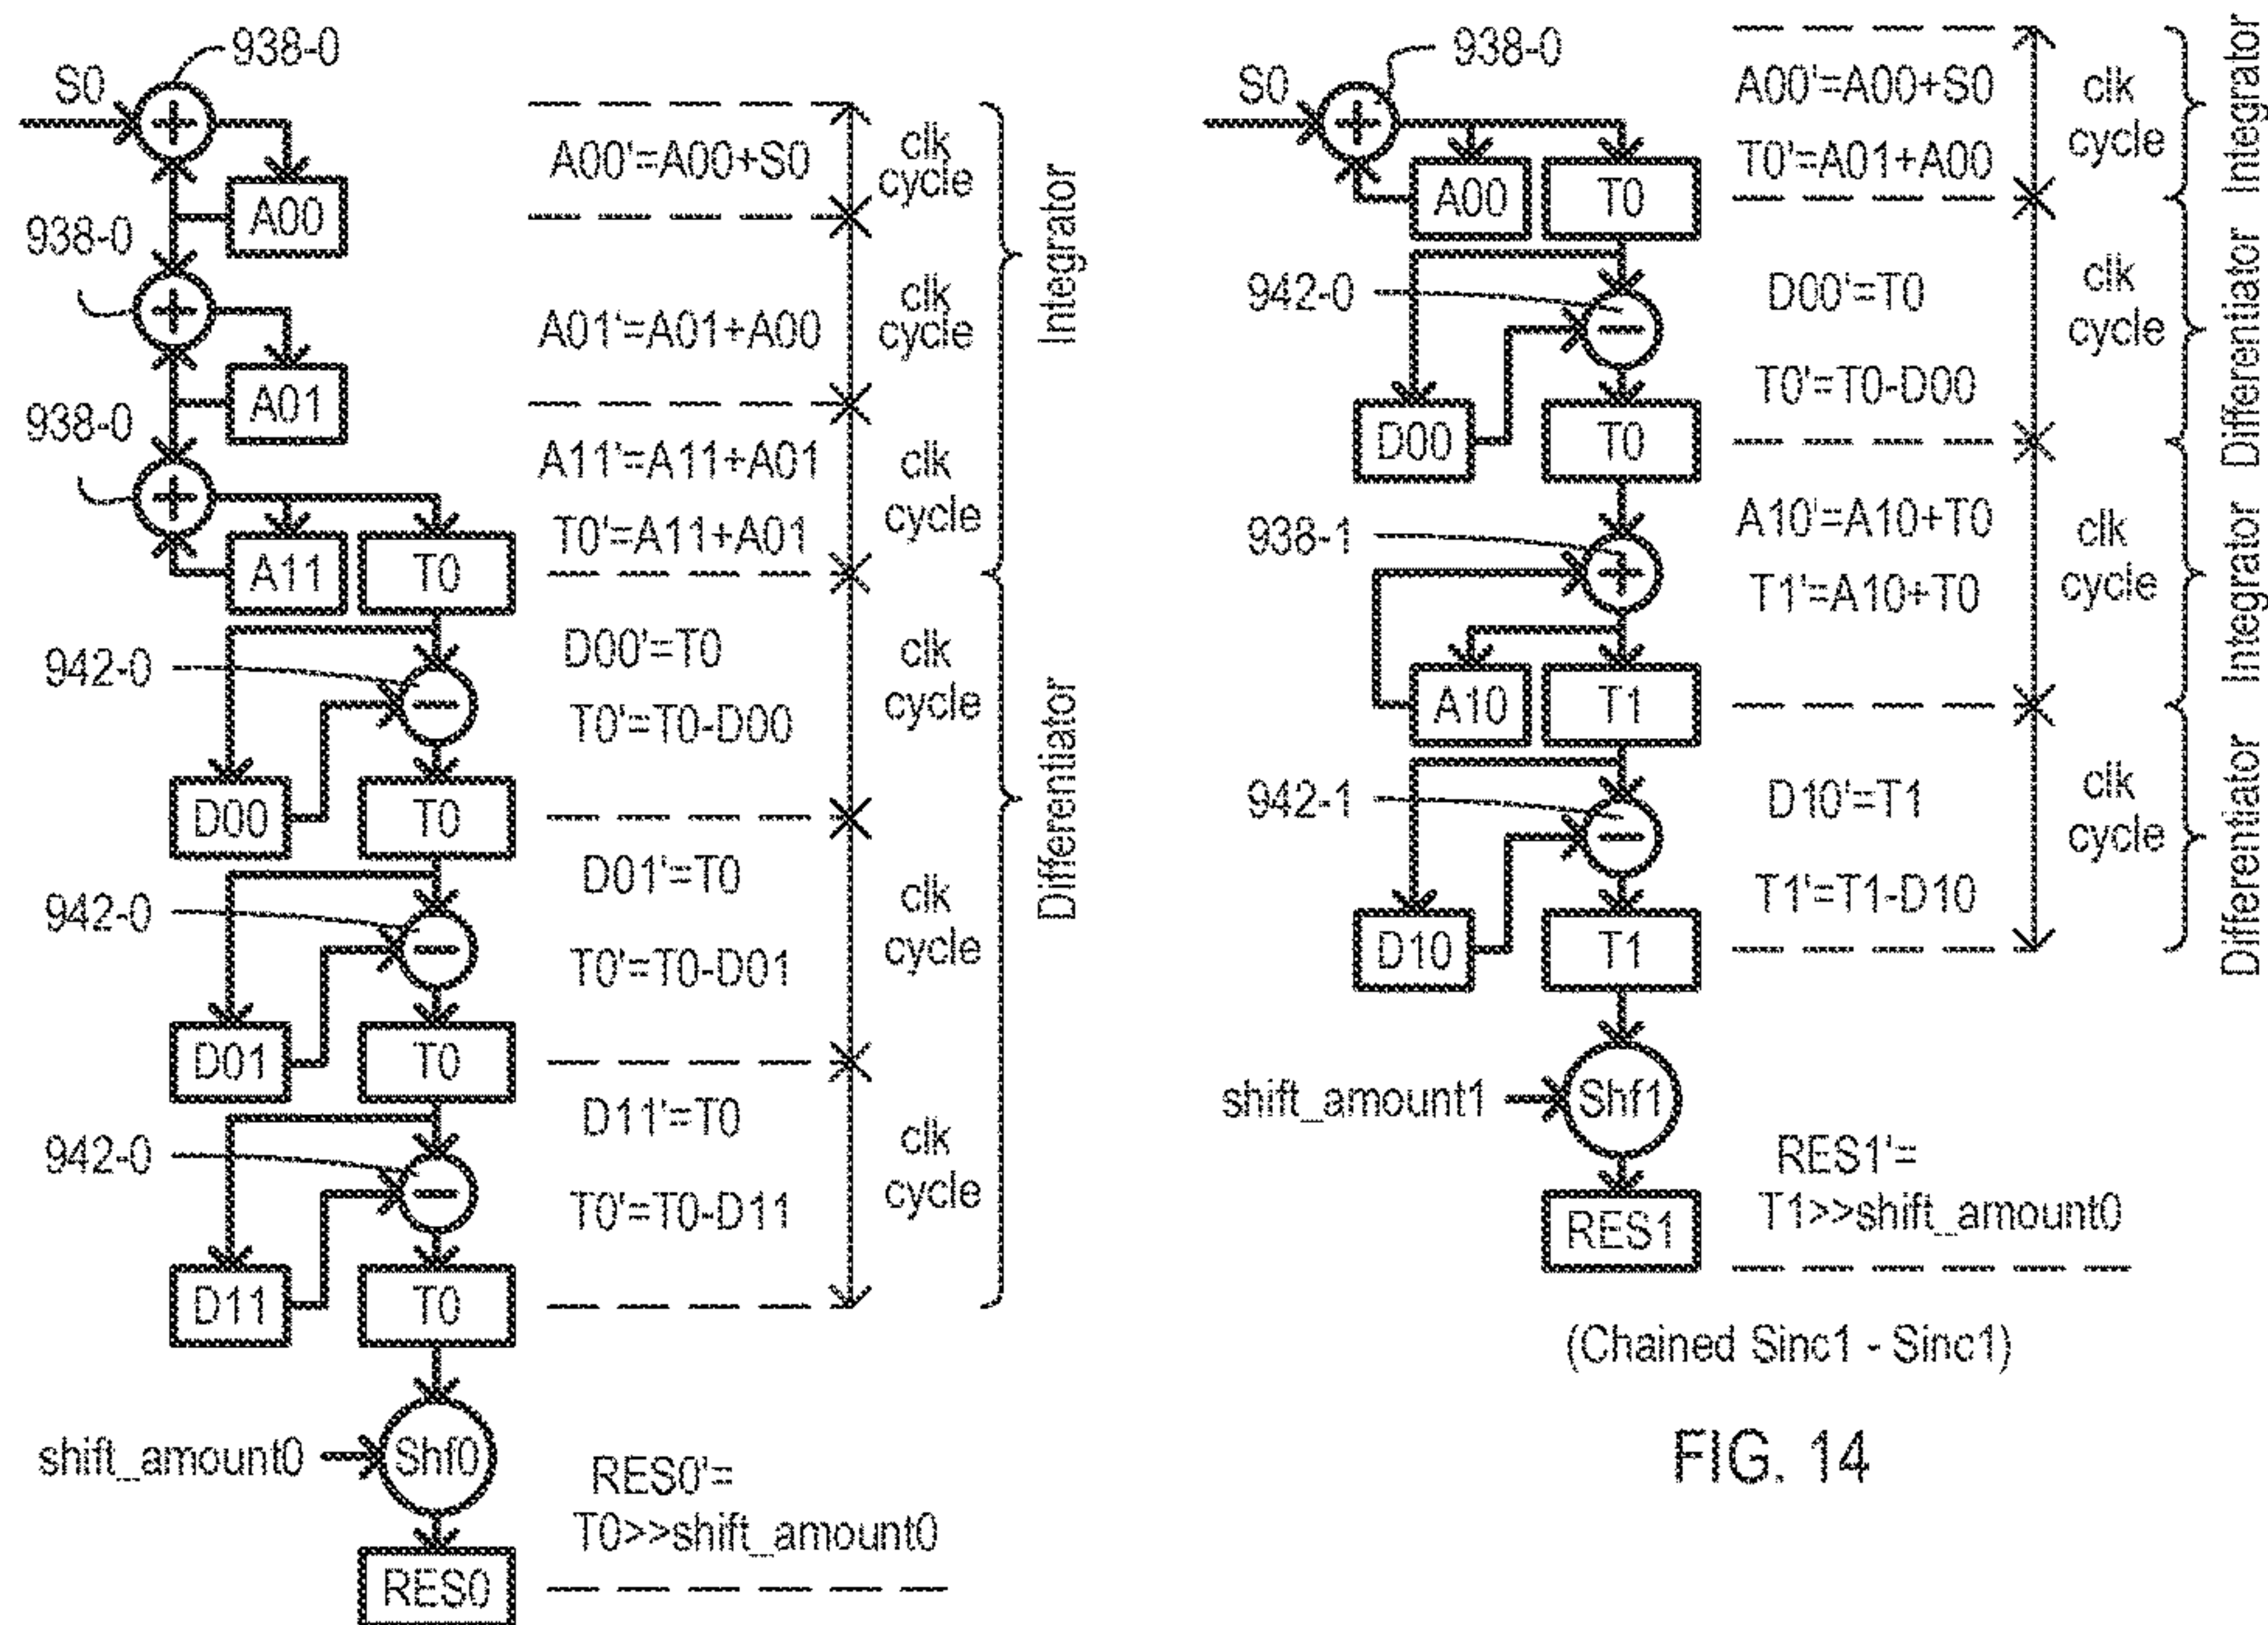 938-0
S0
A00'=A00+S0
clk
cycle
A00
938-0
A01'=A01+A00
clk
cycle
Integrator
A01
938-0
A11'=A11+A01
T0'=A11+A01
clk
cycle
A11
T0
942-0
D00'=T0
T0'=T0-D00
clk
cycle
D00
T0
942-0
D01'=T0
T0'=T0-D01
clk
cycle
Differentiator
D01
T0
942-0
D11'=T0
T0'=T0-D11
clk
cycle
D11
T0
shift_amount0
Shf0
RES0'=
T0>>shift_amount0
RES0
938-0
S0
A00'=A00+S0
T0'=A01+A00
clk
cycle
Integrator
A00
T0
942-0
D00'=T0
T0'=T0-D00
clk
cycle
Differentiator
D00
T0
938-1
A10'=A10+T0
T1'=A10+T0
clk
cycle
Integrator
A10
T1
942-1
D10'=T1
T1'=T1-D10
clk
cycle
Differentiator
D10
T1
shift_amount1
Shf1
RES1'=
T1>>shift_amount0
RES1
(Chained Sinc1 - Sinc1)
FIG. 14